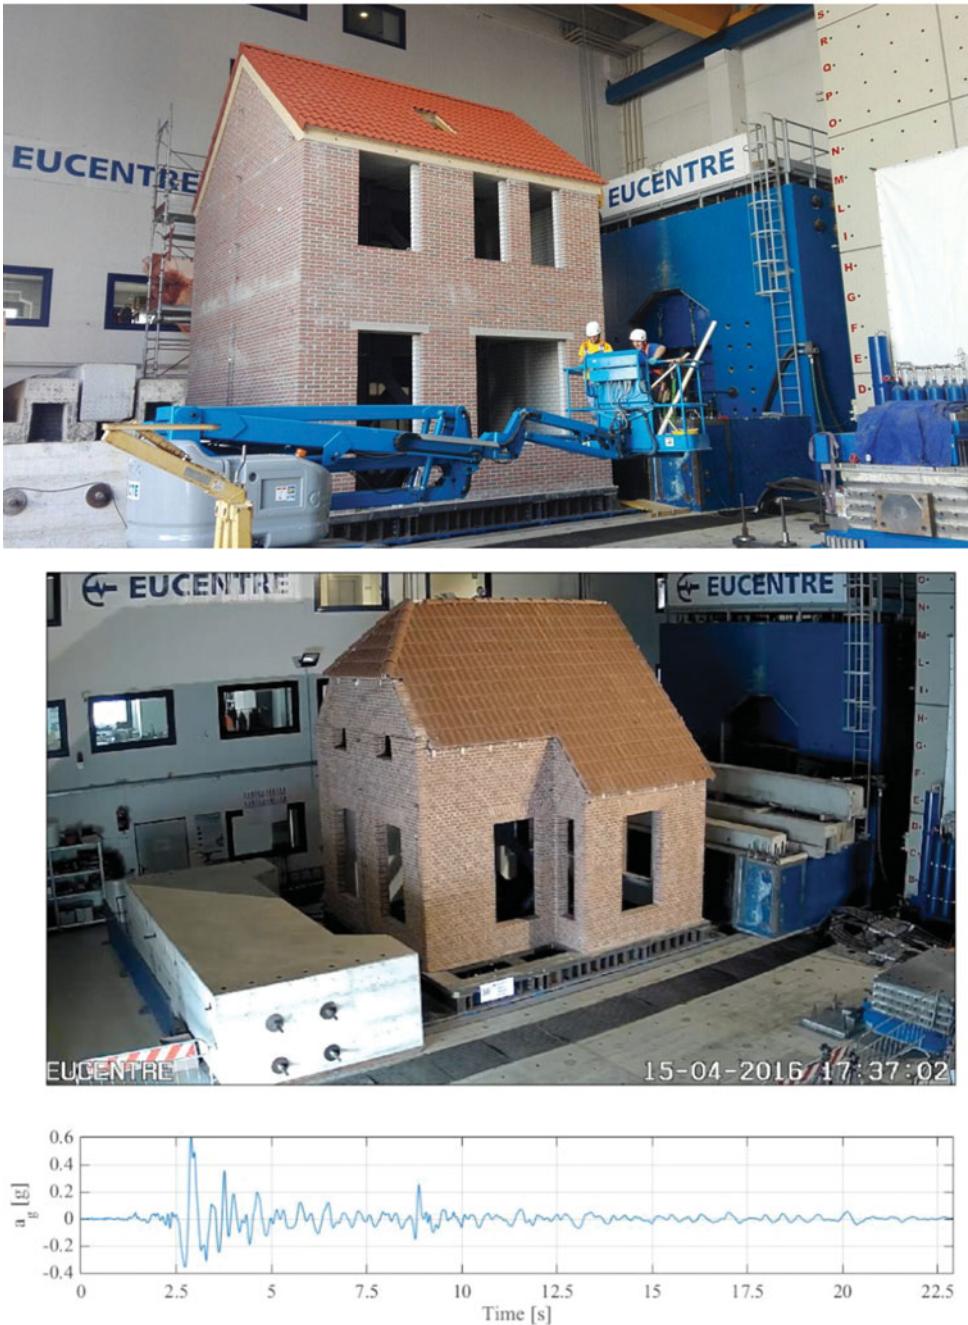 EUCENTRE
EUCENTRE
S
R
Q
P
O
N
M
L
I
H
G
F
E
D
EUCENTRE
EUCENTRE
O
N
M
L
I
H
G
F
E
D
C
B
EUCENTRE
15-04-2016 17:37:02
a_g [g]
0.6
0.4
0.2
0
-0.2
-0.4
0 2.5 5 7.5 10 12.5 15 17.5 20 22.5
Time [s]